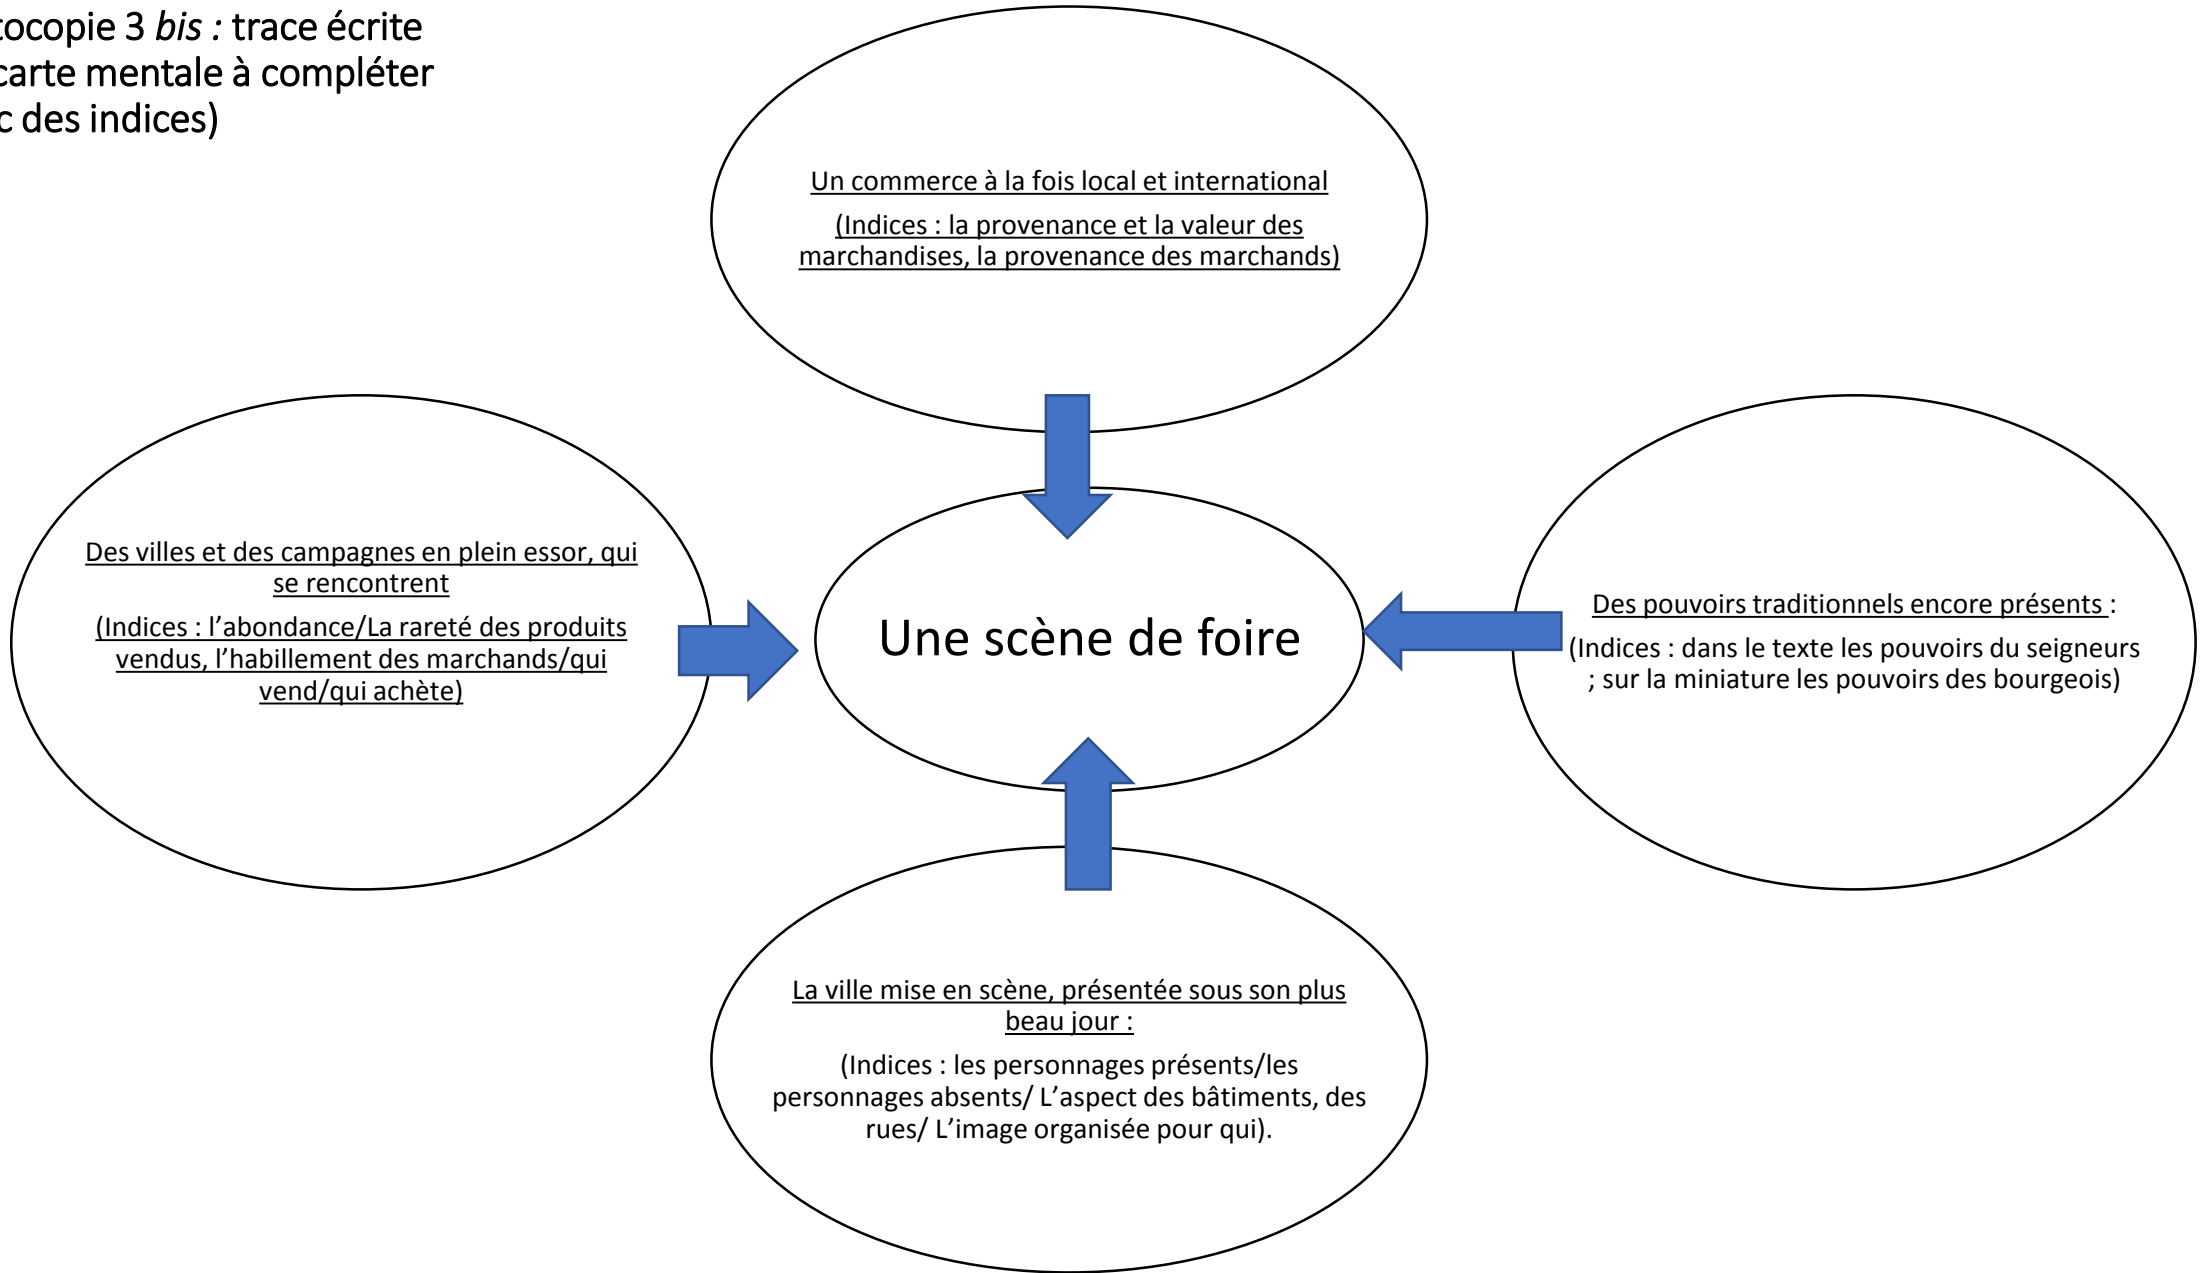 tocopie 3 bis : trace écrite
carte mentale à compléter
c des indices)
Un commerce à la fois local et international
(Indices : la provenance et la valeur des
marchandises, la provenance des marchands)
Des villes et des campagnes en plein essor, qui
se rencontrent
(Indices : l’abondance/La rareté des produits
vendus, l’habillement des marchands/qui
vend/qui achète)
Une scène de foire
Des pouvoirs traditionnels encore présents :
(Indices : dans le texte les pouvoirs du seigneurs
; sur la miniature les pouvoirs des bourgeois)
La ville mise en scène, présentée sous son plus
beau jour :
(Indices : les personnages présents/les
personnages absents/ L’aspect des bâtiments, des
rues/ L’image organisée pour qui).